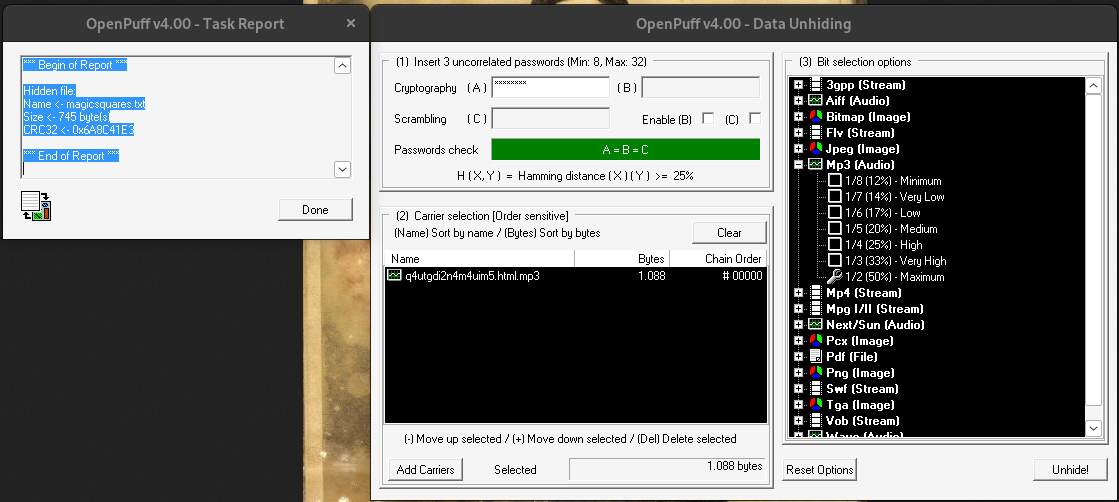 OpenPuff v4.00 - Task Report
×
*** Begin of Report ***
Hidden file:
Name <- magicsquares.txt
Size <- 745 byte(s)
CRC32 <- 0x6A8C41E3
*** End of Report ***
Done
OpenPuff v4.00 - Data Unhiding
(1) Insert 3 uncorrelated passwords (Min: 8, Max: 32)
Cryptography (A) ******** (B)
Scrambling (C) Enable (B) (C)
Passwords check A = B = C
H (X,Y) = Hamming distance (X)(Y) >= 25%
(2) Carrier selection [Order sensitive]
(Name) Sort by name / (Bytes) Sort by bytes
Clear
Name Bytes Chain Order
q4utgdi2n4m4uim5.html.mp3 1.088 # 00000
(-) Move up selected / (+) Move down selected / (Del) Delete selected
Add Carriers Selected 1.088 bytes
(3) Bit selection options
3gpp (Stream)
Aiff (Audio)
Bitmap (Image)
Flv (Stream)
Jpeg (Image)
Mp3 (Audio)
1/8 (12%) - Minimum
1/7 (14%) - Very Low
1/6 (17%) - Low
1/5 (20%) - Medium
1/4 (25%) - High
1/3 (33%) - Very High
1/2 (50%) - Maximum
Mp4 (Stream)
Mpg I/II (Stream)
Next/Sun (Audio)
Pcx (Image)
Pdf (File)
Png (Image)
Swf (Stream)
Tga (Image)
Vob (Stream)
Wave (Audio)
Reset Options
Unhide!